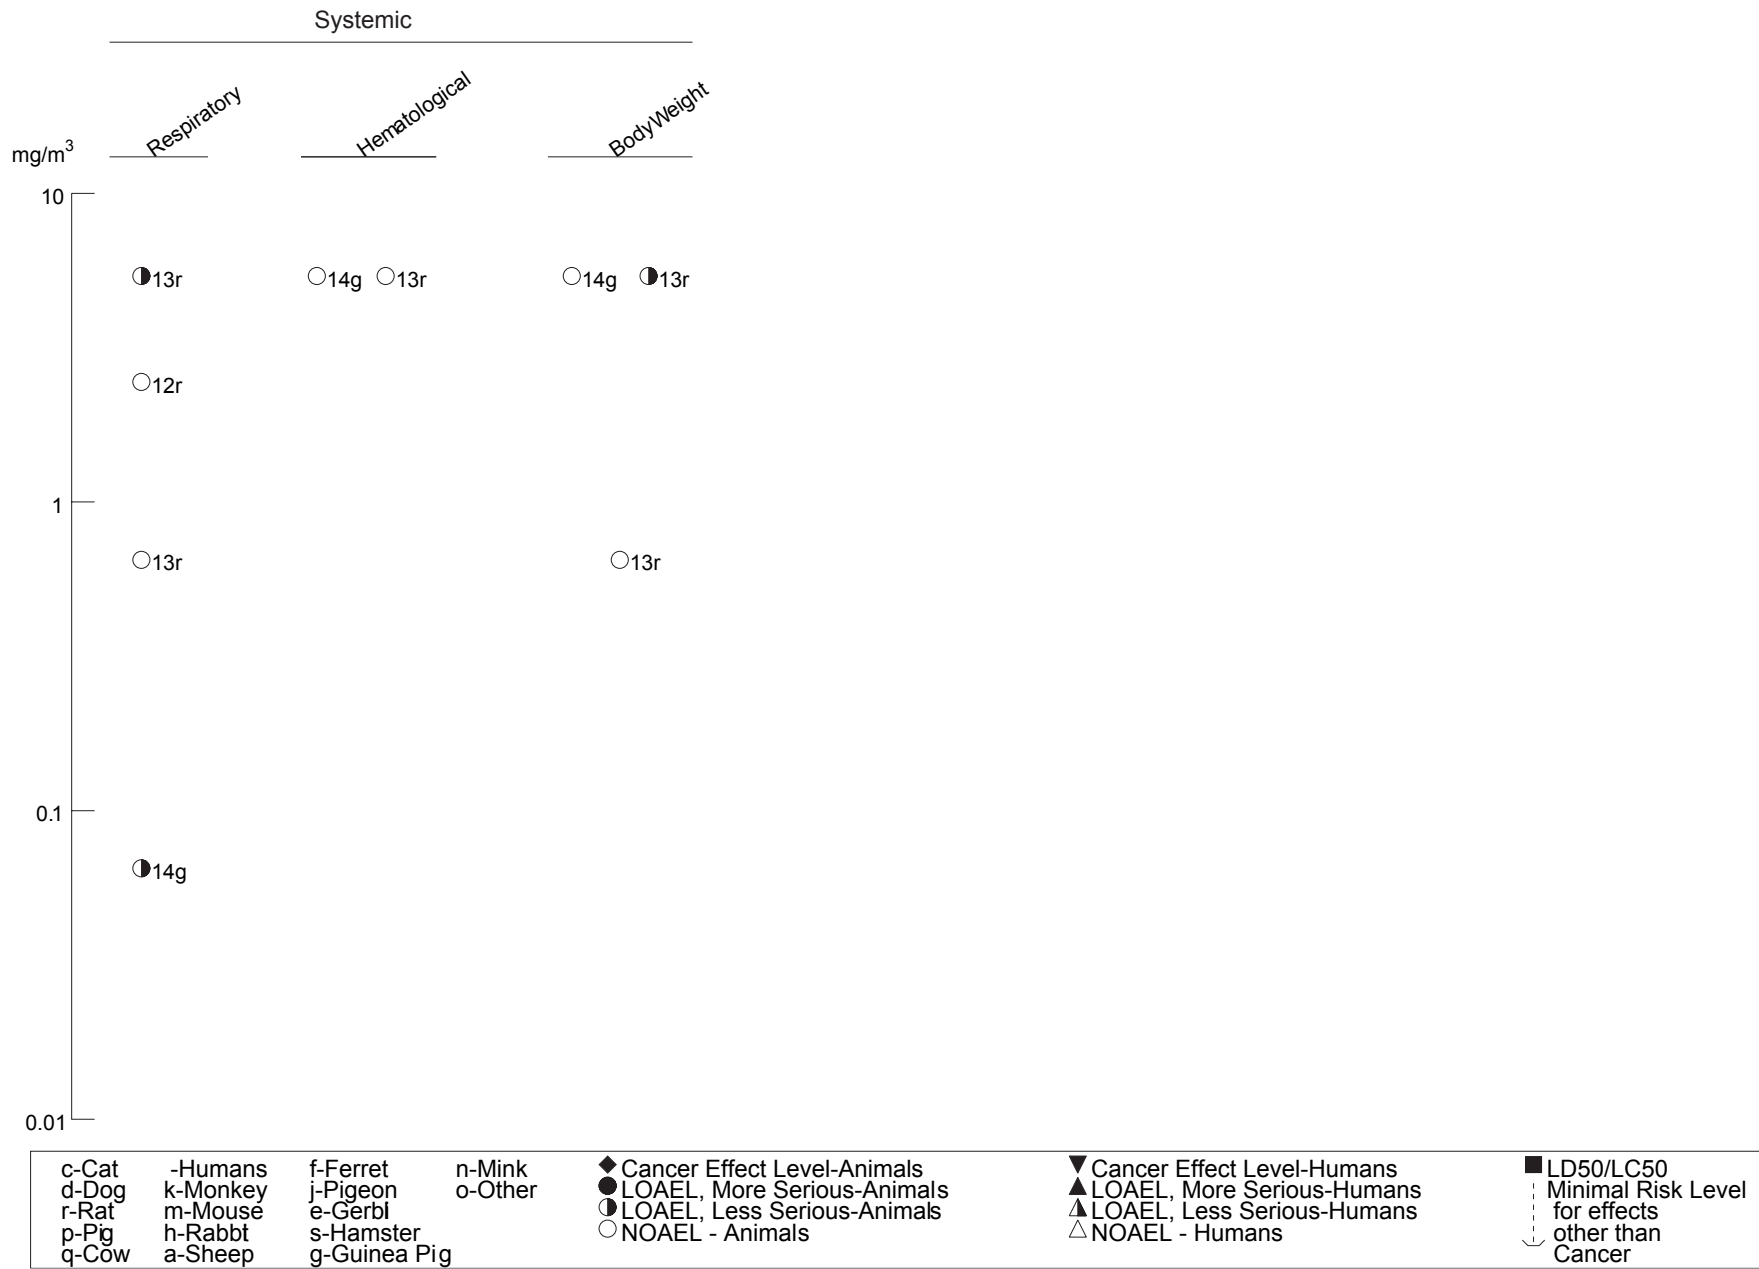 Systemic
Respiratory
Hematological
BodyWeight
mg/m³
10
13r
14g
13r
14g
13r
12r
1
13r
13r
0.1
14g
0.01
c-Cat -Humans f-Ferret n-Mink Cancer Effect Level-Animals Cancer Effect Level-Humans LD50/LC50
d-Dog k-Monkey j-Pigeon o-Other LOAEL, More Serious-Animals LOAEL, More Serious-Humans Minimal Risk Level
r-Rat m-Mouse e-Gerbl LOAEL, Less Serious-Animals LOAEL, Less Serious-Humans for effects
p-Pig h-Rabbt s-Hamster NOAEL - Animals NOAEL - Humans other than
q-Cow a-Sheep g-Guinea Pig Cancer